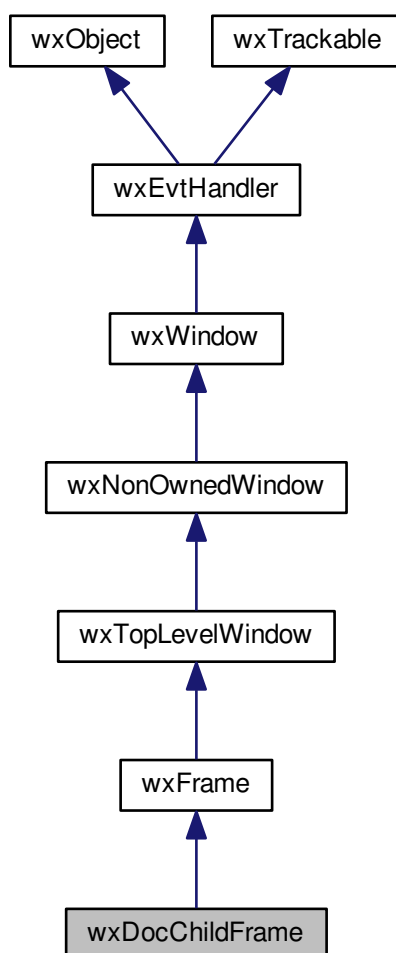 wxObject
wxTrackable
wxEvtHandler
wxWindow
wxNonOwnedWindow
wxTopLevelWindow
wxFrame
wxDocChildFrame